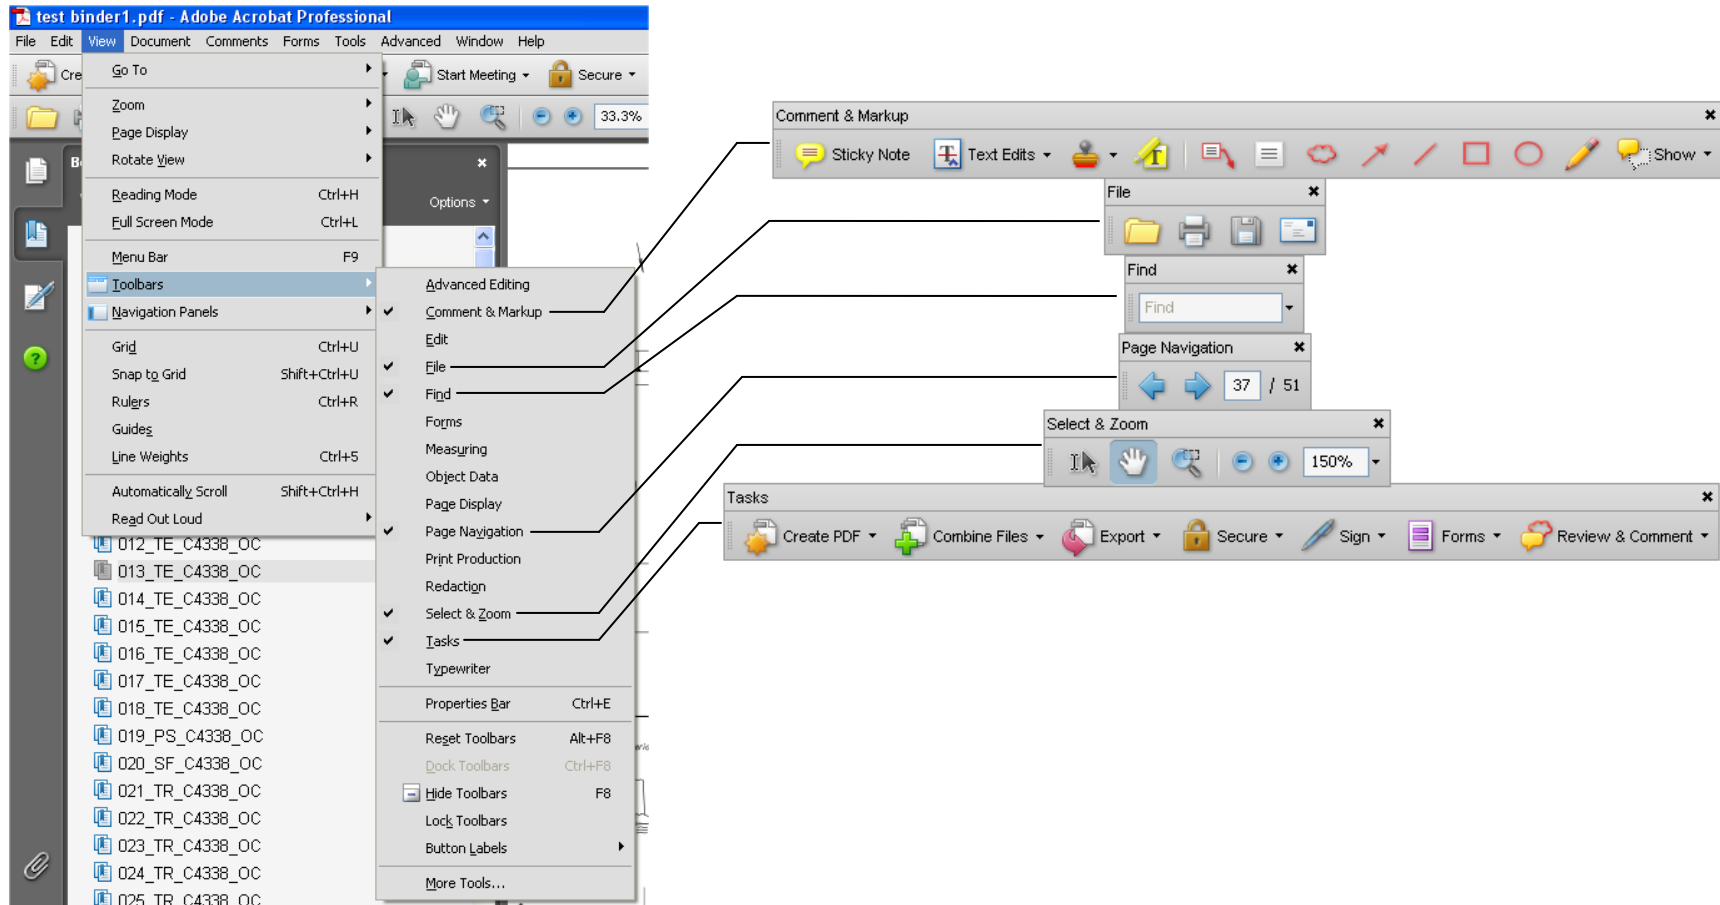 test binder1.pdf - Adobe Acrobat Professional
File Edit View Document Comments Forms Tools Advanced Window Help
Cre Start Meeting Secure
33.3%
Options
Go To
Zoom
Page Display
Rotate View
Reading Mode Ctrl+H
Full Screen Mode Ctrl+L
Menu Bar F9
Toolbars
Navigation Panels
Grid Ctrl+U
Snap to Grid Shift+Ctrl+U
Rulers Ctrl+R
Guides
Line Weights Ctrl+5
Automatically Scroll Shift+Ctrl+H
Read Out Loud
012_TE_C4338_OC
013_TE_C4338_OC
014_TE_C4338_OC
015_TE_C4338_OC
016_TE_C4338_OC
017_TE_C4338_OC
018_TE_C4338_OC
019_PS_C4338_OC
020_SF_C4338_OC
021_TR_C4338_OC
022_TR_C4338_OC
023_TR_C4338_OC
024_TR_C4338_OC
025_TR_C4338_OC
Advanced Editing
Comment & Markup
Edit
File
Find
Forms
Measuring
Object Data
Page Display
Page Navigation
Print Production
Redaction
Select & Zoom
Tasks
Typewriter
Properties Bar Ctrl+E
Reset Toolbars Alt+F8
Dock Toolbars Ctrl+F8
Hide Toolbars F8
Lock Toolbars
Button Labels
More Tools...
Comment & Markup
Sticky Note Text Edits Show
File
Find
Find
Page Navigation
37 / 51
Select & Zoom
150%
Tasks
Create PDF Combine Files Export Secure Sign Forms Review & Comment